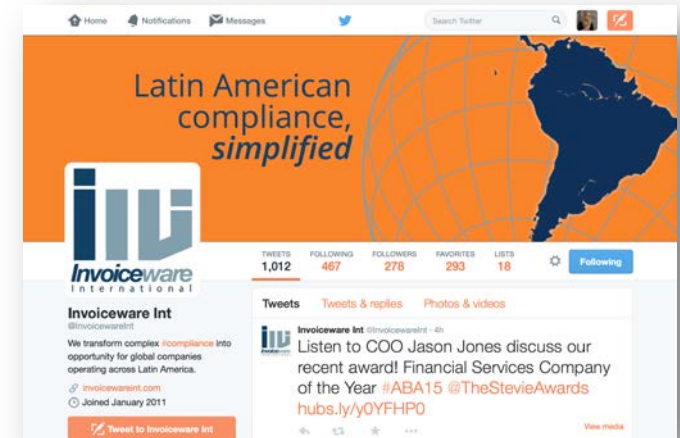 Home Notifications Messages Search Twitter
Latin American
compliance,
simplified
Invoiceware
International
TWEETS FOLLOWING FOLLOWERS FAVORITES LISTS
1,012 467 278 293 18 Following
Invoiceware Int
@InvoicewareInt
We transform complex #compliance into
opportunity for global companies
operating across Latin America.
invoicewareint.com
Joined January 2011
Tweet to Invoiceware Int
Tweets Tweets & replies Photos & videos
Invoiceware Int @InvoicewareInt · 4h
Listen to COO Jason Jones discuss our
recent award! Financial Services Company
of the Year #ABA15 @TheStevieAwards
hubs.ly/y0YFHP0
View media